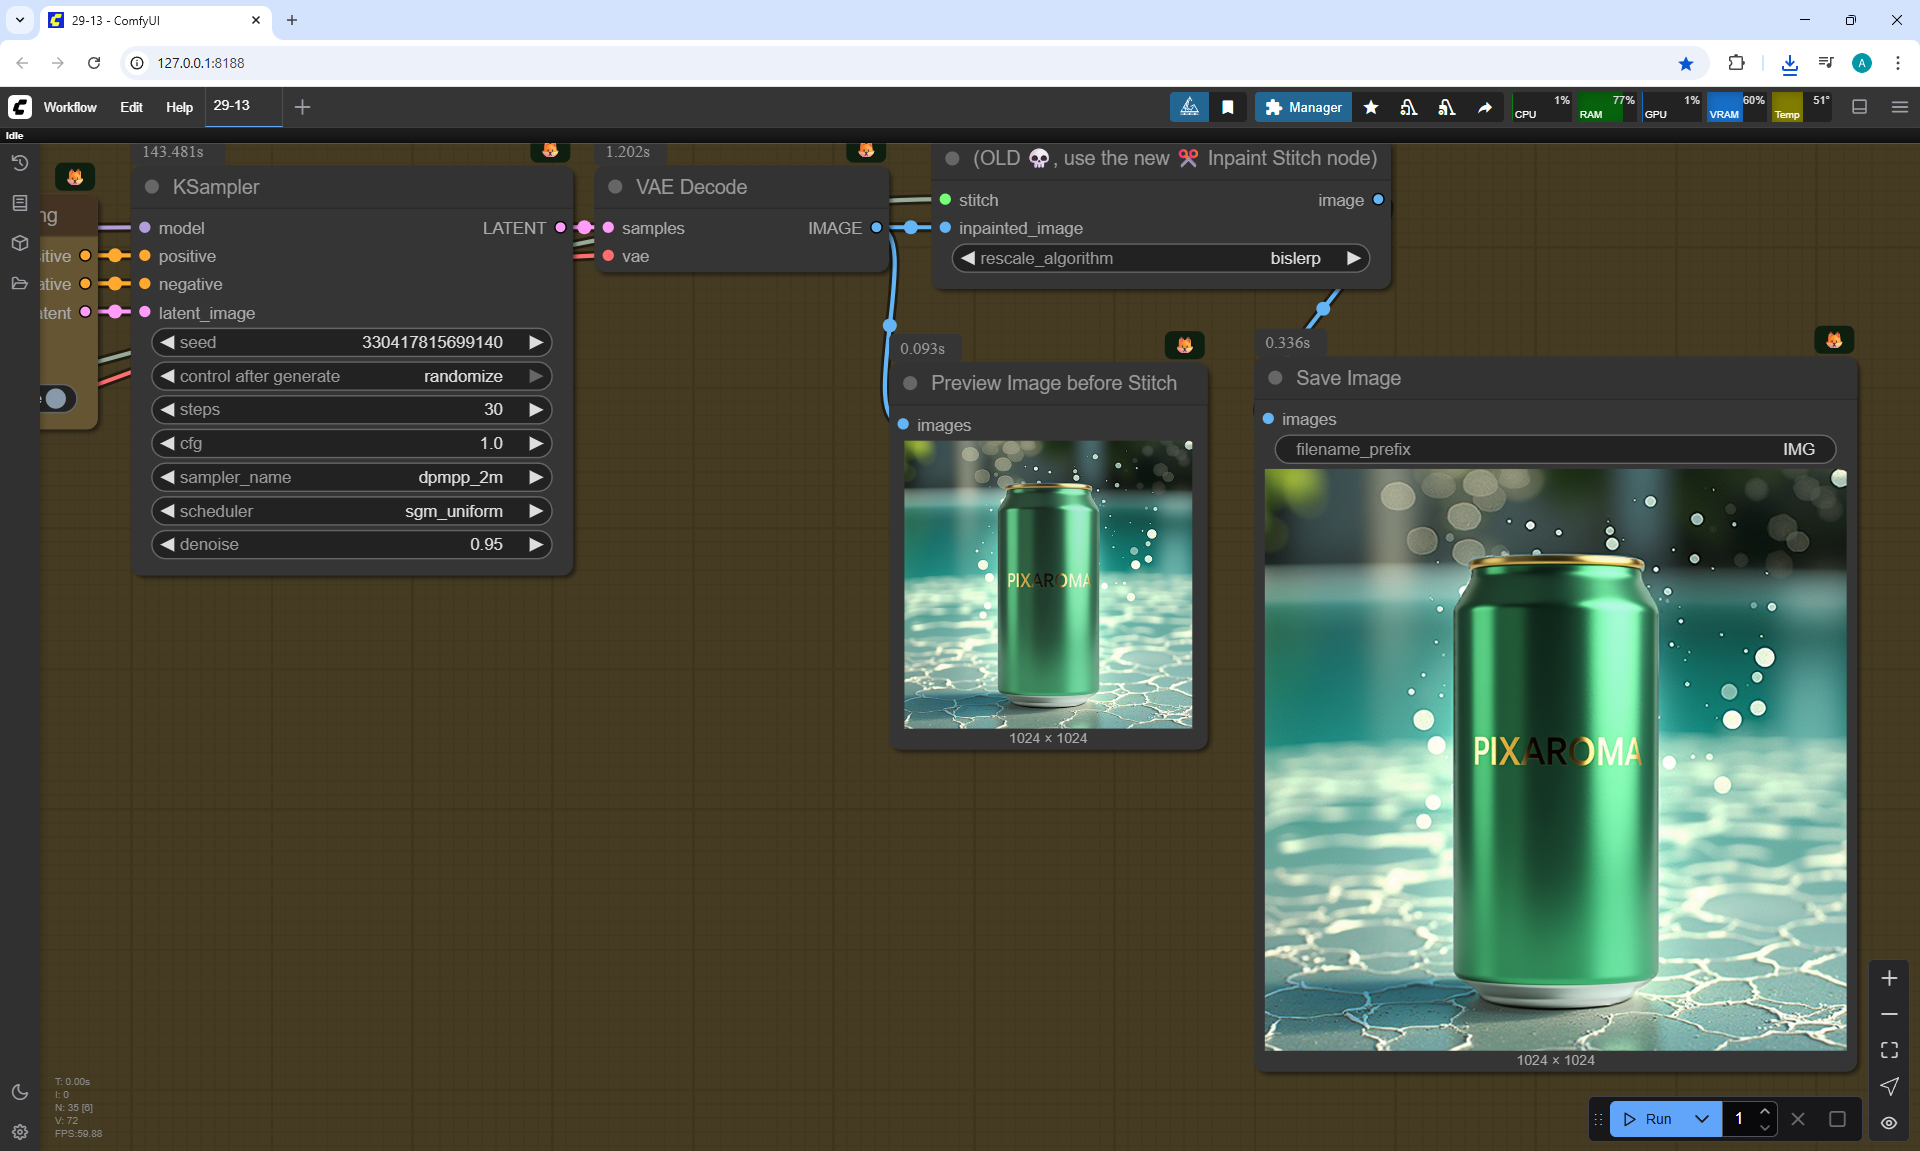 29-13 - ComfyUI
127.0.0.1:8188
A
Workflow
Edit
Help
29-13
Manager
CPU 1%
RAM 77%
GPU 1%
VRAM 60%
Temp 51°
Idle
143.481s
KSampler
model
LATENT
positive
negative
latent_image
seed 330417815699140
control after generate randomize
steps 30
cfg 1.0
sampler_name dpmpp_2m
scheduler sgm_uniform
denoise 0.95
1.202s
VAE Decode
samples
IMAGE
vae
(OLD 💀, use the new ✂️ Inpaint Stitch node)
stitch
image
inpainted_image
rescale_algorithm bislerp
0.093s
Preview Image before Stitch
images
PIXAROMA
1024 × 1024
0.336s
Save Image
images
filename_prefix IMG
PIXAROMA
1024 × 1024
T: 0.00s
I: 0
N: 35 [6]
V: 72
FPS:59.88
Run
1